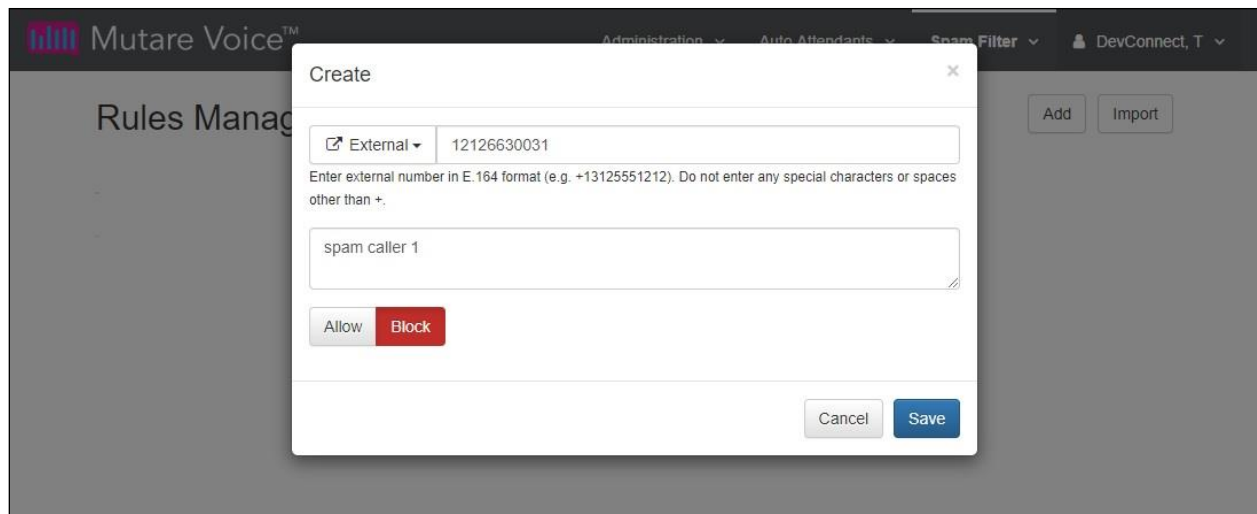 Mutare Voice™
Administration Auto Attendants Spam Filter DevConnect, T
Create ×
Rules Manag
Add Import
External 12126630031
Enter external number in E.164 format (e.g. +13125551212). Do not enter any special characters or spaces
other than +.
spam caller 1
Allow Block
Cancel Save